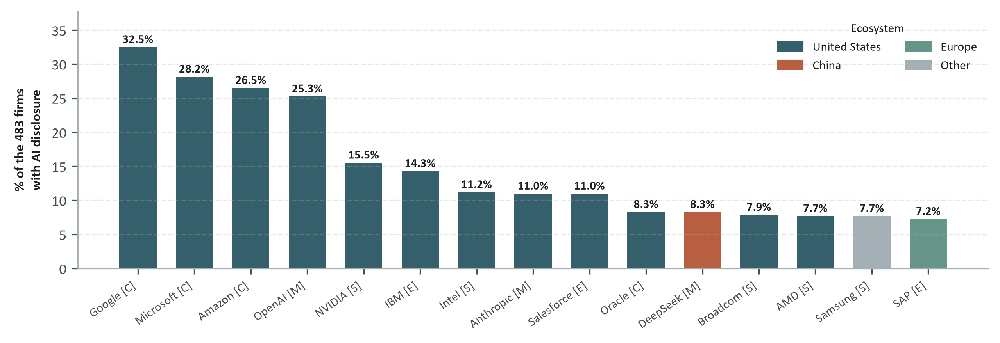 % of the 483 firms
with AI disclosure
35
30
25
20
15
10
5
0
Ecosystem
United States
Europe
China
Other
32.5%
28.2%
26.5%
25.3%
15.5%
14.3%
11.2%
11.0%
11.0%
8.3%
8.3%
7.9%
7.7%
7.7%
7.2%
Google [C]
Microsoft [C]
Amazon [C]
OpenAI [M]
NVIDIA [S]
IBM [E]
Intel [S]
Anthropic [M]
Salesforce [E]
Oracle [C]
DeepSeek [M]
Broadcom [S]
AMD [S]
Samsung [S]
SAP [E]